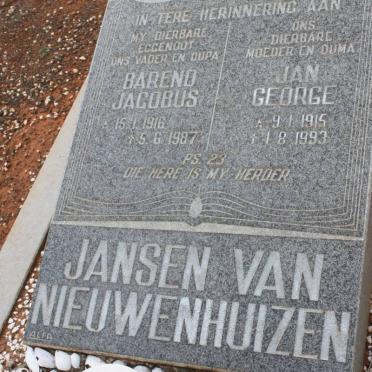 IN TERE HERINNERING AAN
MY DIERBARE
EGGENOOT
ONS VADER EN OUPA
BAREND
JACOBUS
15.1.1916
5.6.1987
ONS
DIERBARE
MOEDER EN OUMA
JAN
GEORGE
9.1.1915
1.8.1993
PS. 23
DIE HERE IS MY HERDER
JANSEN VAN
NIEUWENHUIZEN